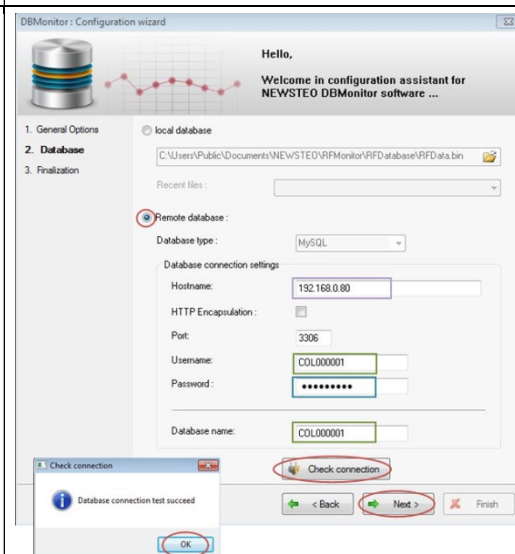 DBMonitor : Configuration wizard
Hello,
Welcome in configuration assistant for
NEWSTEO DBMonitor software ...
1. General Options
2. Database
3. Finalization
local database
C:\Users\Public\Documents\NEWSTEO\RFMonitor\RFDatabase\RFData.bin
Recent files :
Remote database :
Database type :
MySQL
Database connection settings
Hostname:
192.168.0.80
HTTP Encapsulation :
Port:
3306
Username:
COL000001
Password :
•••••••••
Database name:
COL000001
Check connection
< Back
Next >
Finish
Check connection
Database connection test succeed
OK